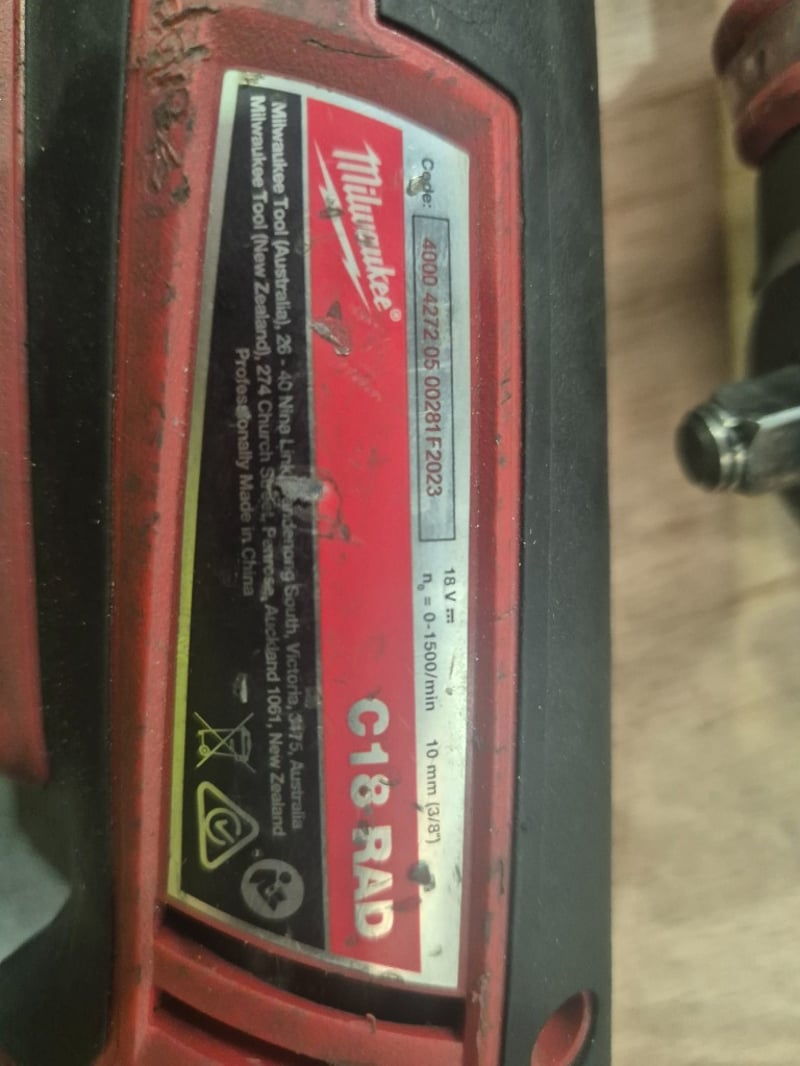 Code: 4000 4272 05 00281 F2023
18 V
n₀ = 0-1500/min 10 mm (3/8")
Milwaukee®
C18 RAD
Milwaukee Tool (Australia), 26 - 40 Nina Link, Dandenong South, Victoria, 3175, Australia
Milwaukee Tool (New Zealand), 274 Church Street, Penrose, Auckland 1061, New Zealand
Professionally Made in China